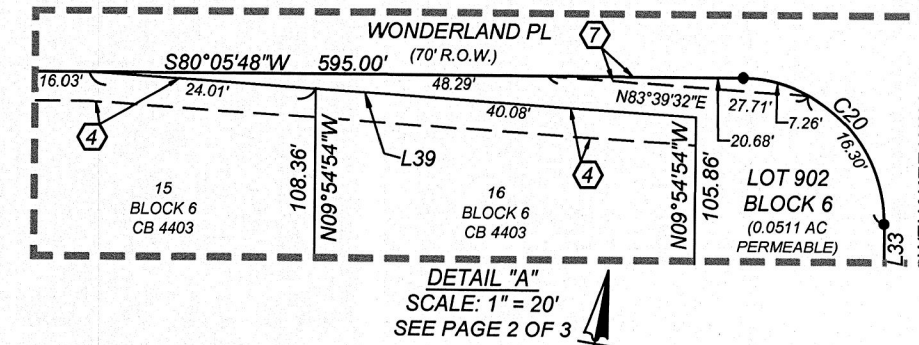 WONDERLAND PL
(70' R.O.W.)
7
S80°05'48"W 595.00'
16.03'
24.01'
48.29'
40.08'
N83°39'32"E
27.71'
7.26'
20.68'
C20
16.30'
4
L39
4
108.36'
N09°54'54"W
N09°54'54"W
105.86'
15
BLOCK 6
CB 4403
16
BLOCK 6
CB 4403
LOT 902
BLOCK 6
(0.0511 AC
PERMEABLE)
L33
DETAIL "A"
SCALE: 1" = 20'
SEE PAGE 2 OF 3